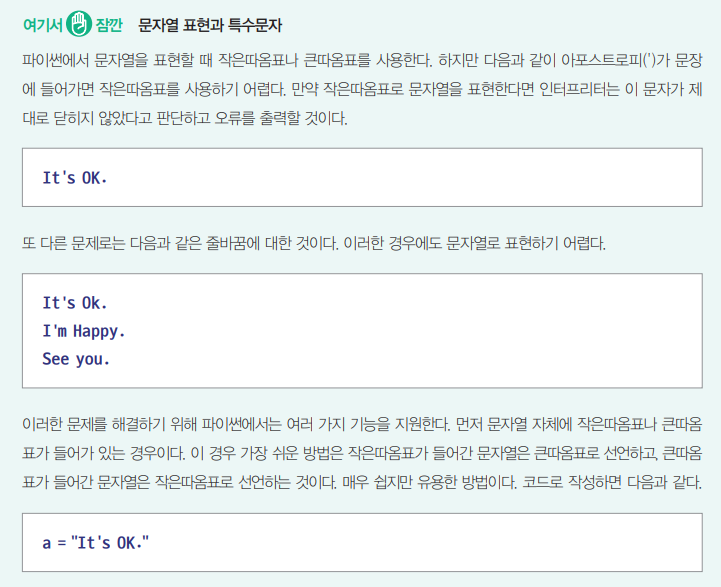 여기서 잠깐 문자열 표현과 특수문자
파이썬에서 문자열을 표현할 때 작은따옴표나 큰따옴표를 사용한다. 하지만 다음과 같이 아포스트로피(')가 문장
에 들어가면 작은따옴표를 사용하기 어렵다. 만약 작은따옴표로 문자열을 표현한다면 인터프리터는 이 문자가 제
대로 닫히지 않았다고 판단하고 오류를 출력할 것이다.
It's OK.
또 다른 문제로는 다음과 같은 줄바꿈에 대한 것이다. 이러한 경우에도 문자열로 표현하기 어렵다.
It's Ok.
I'm Happy.
See you.
이러한 문제를 해결하기 위해 파이썬에서는 여러 가지 기능을 지원한다. 먼저 문자열 자체에 작은따옴표나 큰따옴
표가 들어가 있는 경우이다. 이 경우 가장 쉬운 방법은 작은따옴표가 들어간 문자열은 큰따옴표로 선언하고, 큰따옴
표가 들어간 문자열은 작은따옴표로 선언하는 것이다. 매우 쉽지만 유용한 방법이다. 코드로 작성하면 다음과 같다.
a = "It's OK."